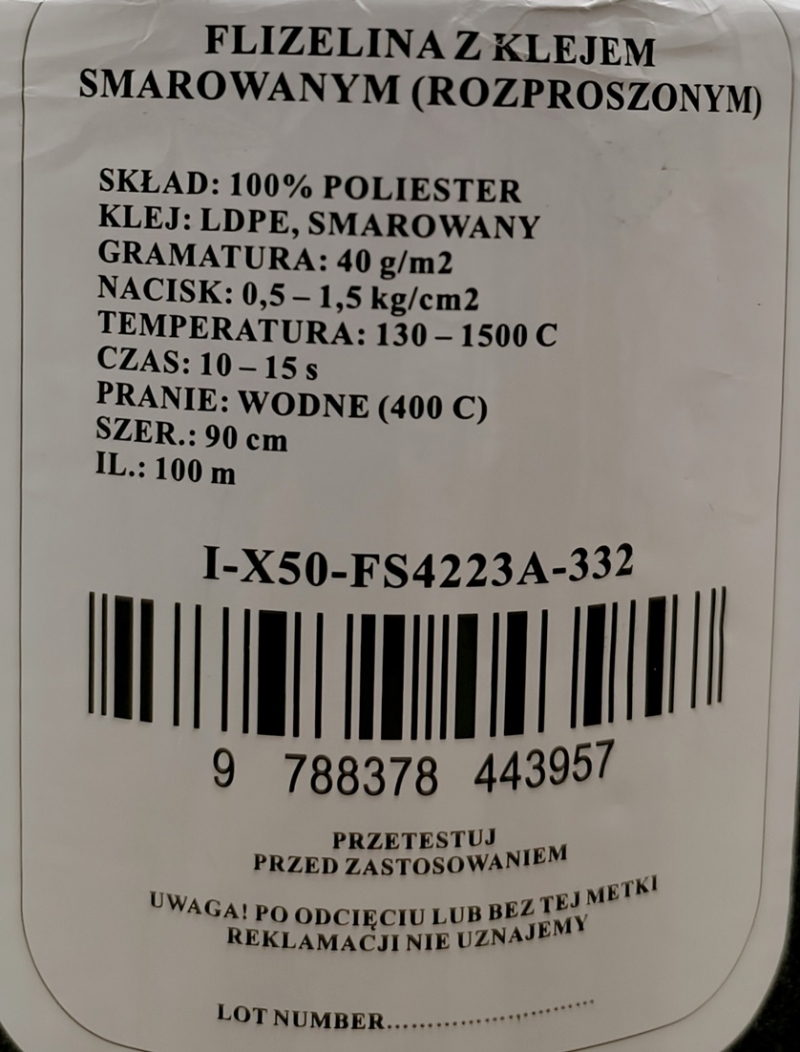 FLIZELINA Z KLEJEM
SMAROWANYM (ROZPROSZONYM)
SKŁAD: 100% POLIESTER
KLEJ: LDPE, SMAROWANY
GRAMATURA: 40 g/m2
NACISK: 0,5 – 1,5 kg/cm2
TEMPERATURA: 130 – 1500 C
CZAS: 10 – 15 s
PRANIE: WODNE (400 C)
SZER.: 90 cm
IL.: 100 m
I-X50-FS4223A-332
9 788378 443957
PRZETESTUJ
PRZED ZASTOSOWANIEM
UWAGA! PO ODCIĘCIU LUB BEZ TEJ METKI
REKLAMACJI NIE UZNAJEMY
LOT NUMBER.................................